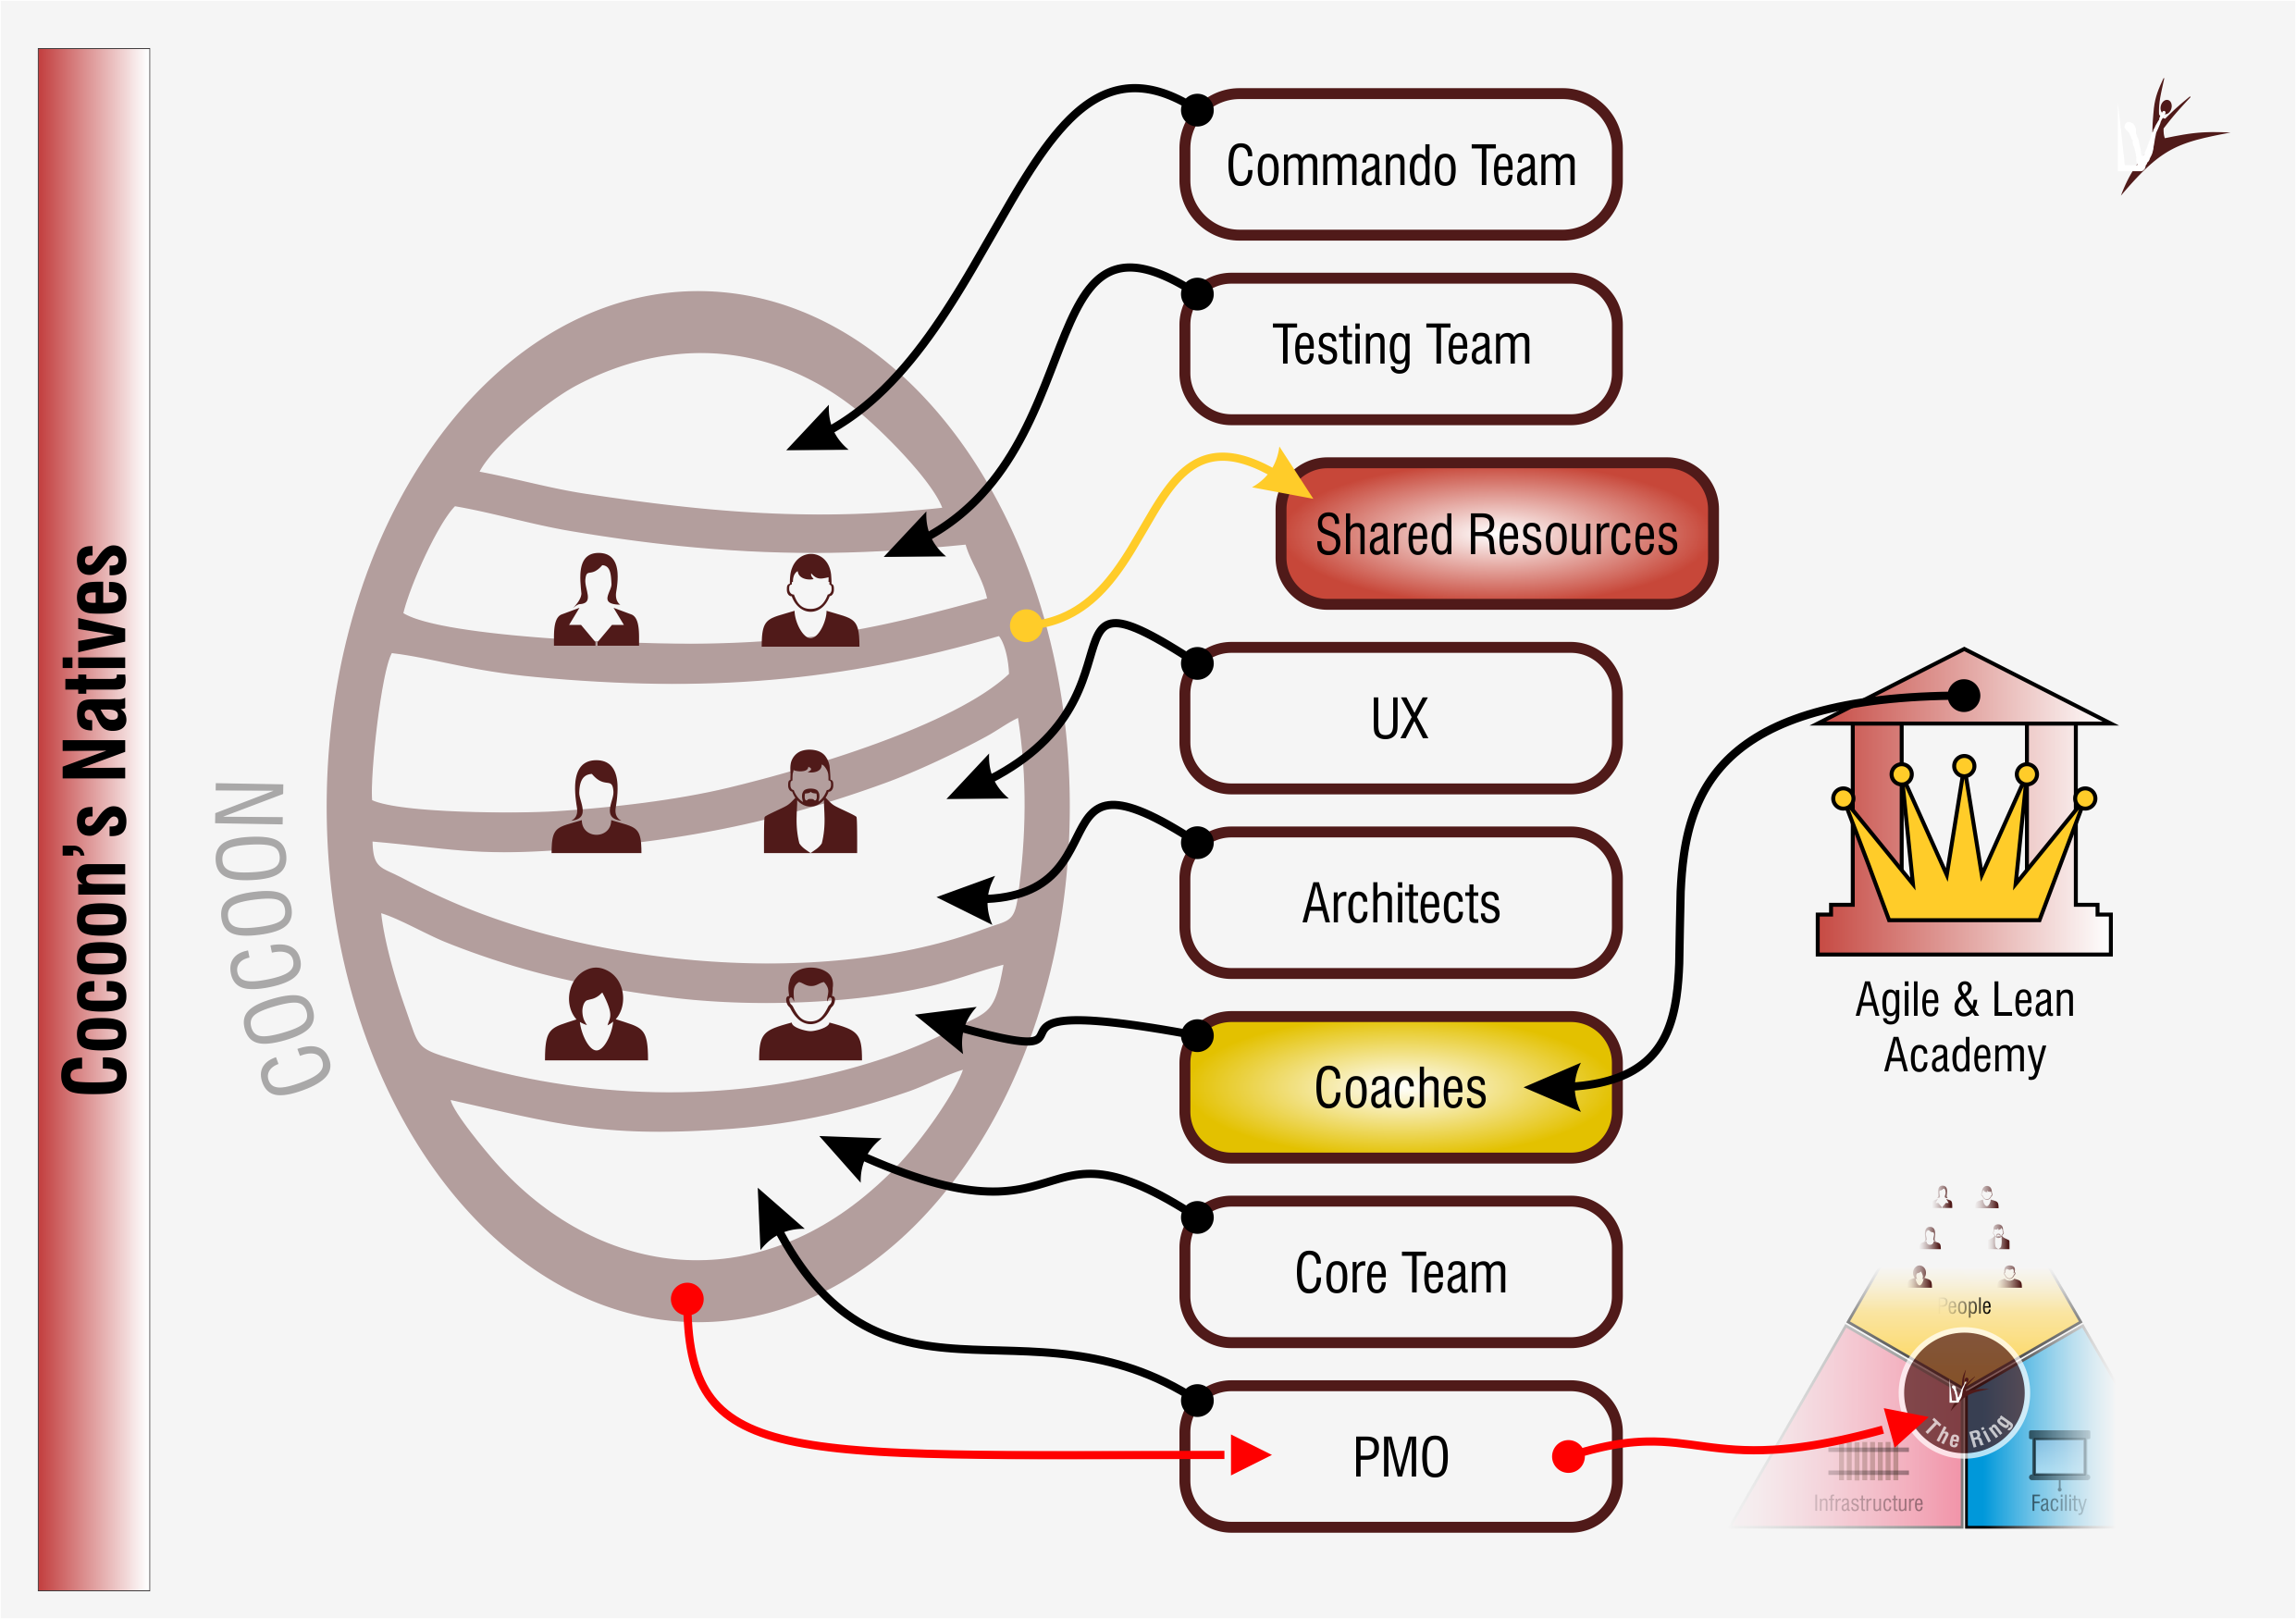 Cocoon's Natives
COCOON
Commando Team
Testing Team
Shared Resources
UX
Architects
Coaches
Core Team
PMO
Agile & Lean
Academy
People
The Ring
Infrastructure
Facility